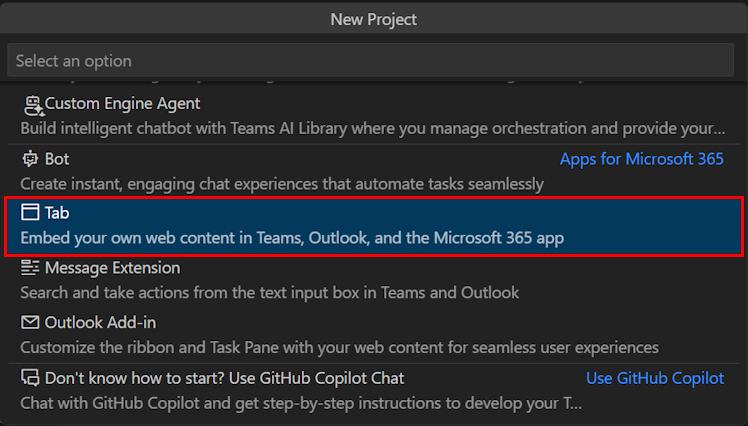 New Project
Select an option
Custom Engine Agent
Build intelligent chatbot with Teams AI Library where you manage orchestration and provide your...
Bot
Apps for Microsoft 365
Create instant, engaging chat experiences that automate tasks seamlessly
Tab
Embed your own web content in Teams, Outlook, and the Microsoft 365 app
Message Extension
Search and take actions from the text input box in Teams and Outlook
Outlook Add-in
Customize the ribbon and Task Pane with your web content for seamless user experiences
Don't know how to start? Use GitHub Copilot Chat
Use GitHub Copilot
Chat with GitHub Copilot and get step-by-step instructions to develop your T...